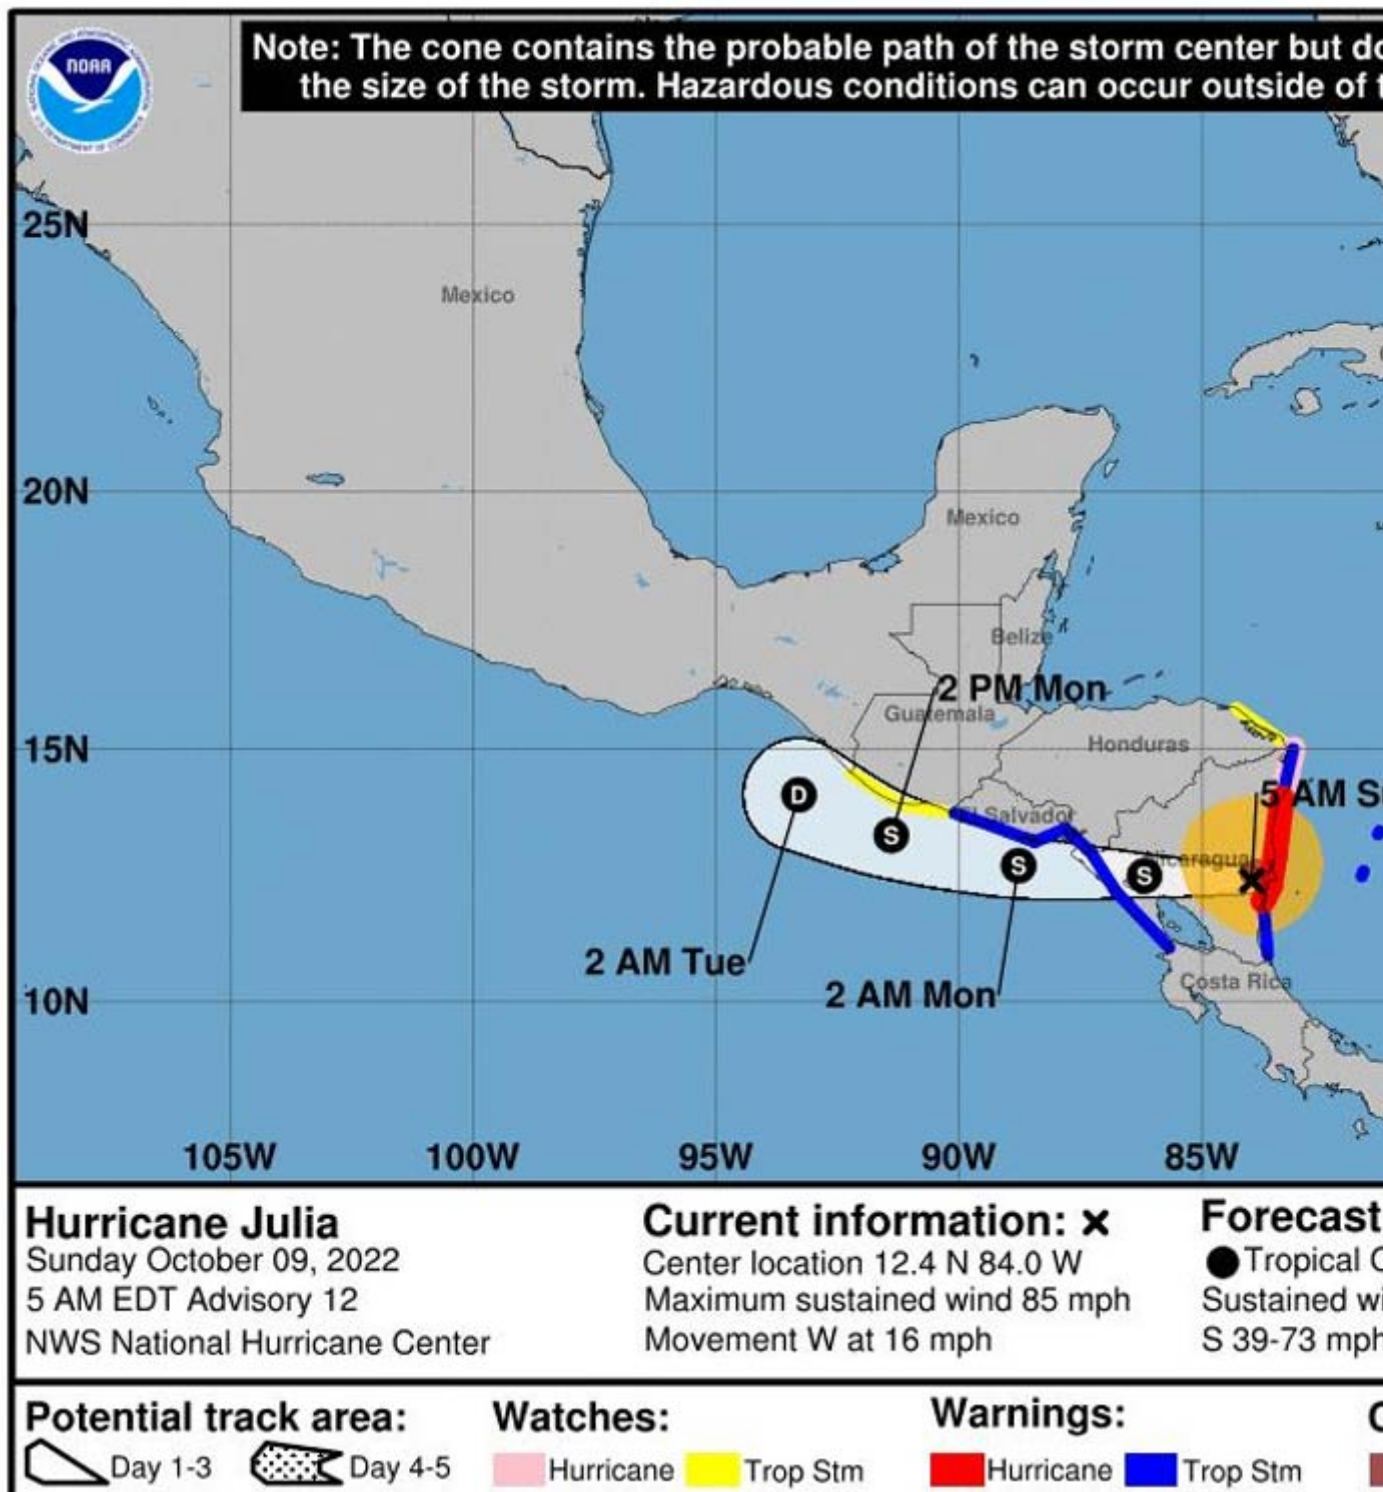 NOAA
Note: The cone contains the probable path of the storm center but do
the size of the storm. Hazardous conditions can occur outside of t
25N
Mexico
20N
Mexico
Belize
2 PM Mon
Guatemala
Honduras
15N
5 AM S
D
El Salvador
S
S
Nicaragua
S
2 AM Tue
2 AM Mon
Costa Rica
10N
105W 100W 95W 90W 85W
Hurricane Julia
Sunday October 09, 2022
5 AM EDT Advisory 12
NWS National Hurricane Center
Current information: x
Center location 12.4 N 84.0 W
Maximum sustained wind 85 mph
Movement W at 16 mph
Forecast
Tropical C
Sustained wi
S 39-73 mph
Potential track area:
Day 1-3 Day 4-5
Watches:
Hurricane Trop Stm
Warnings:
Hurricane Trop Stm